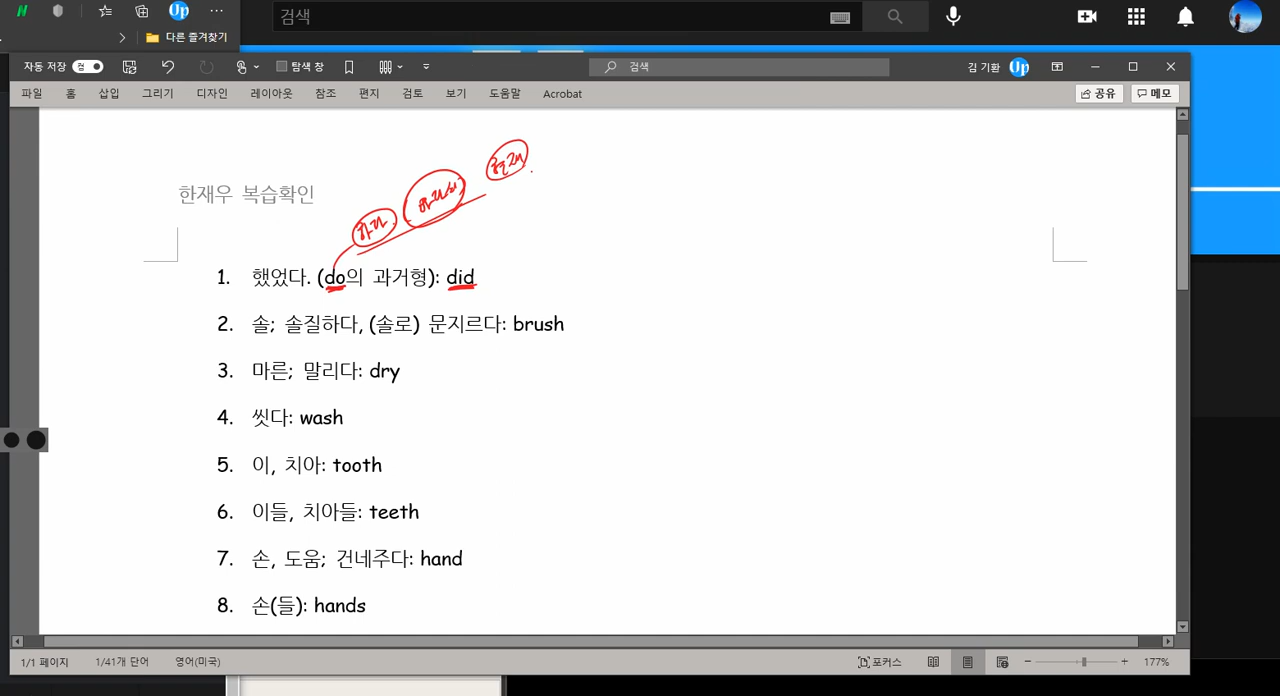 검색
다른 즐겨찾기
자동 저장 탐색 창 검색 김 기환 Up
파일 홈 삽입 그리기 디자인 레이아웃 참조 편지 검토 보기 도움말 Acrobat 공유 메모
현재
하다
한재우 복습확인
1. 했었다. (do의 과거형): did
2. 솔; 솔질하다, (솔로) 문지르다: brush
3. 마른; 말리다: dry
4. 씻다: wash
5. 이, 치아: tooth
6. 이들, 치아들: teeth
7. 손, 도움; 건네주다: hand
8. 손(들): hands
1/1 페이지 1/41개 단어 영어(미국) 포커스 177%